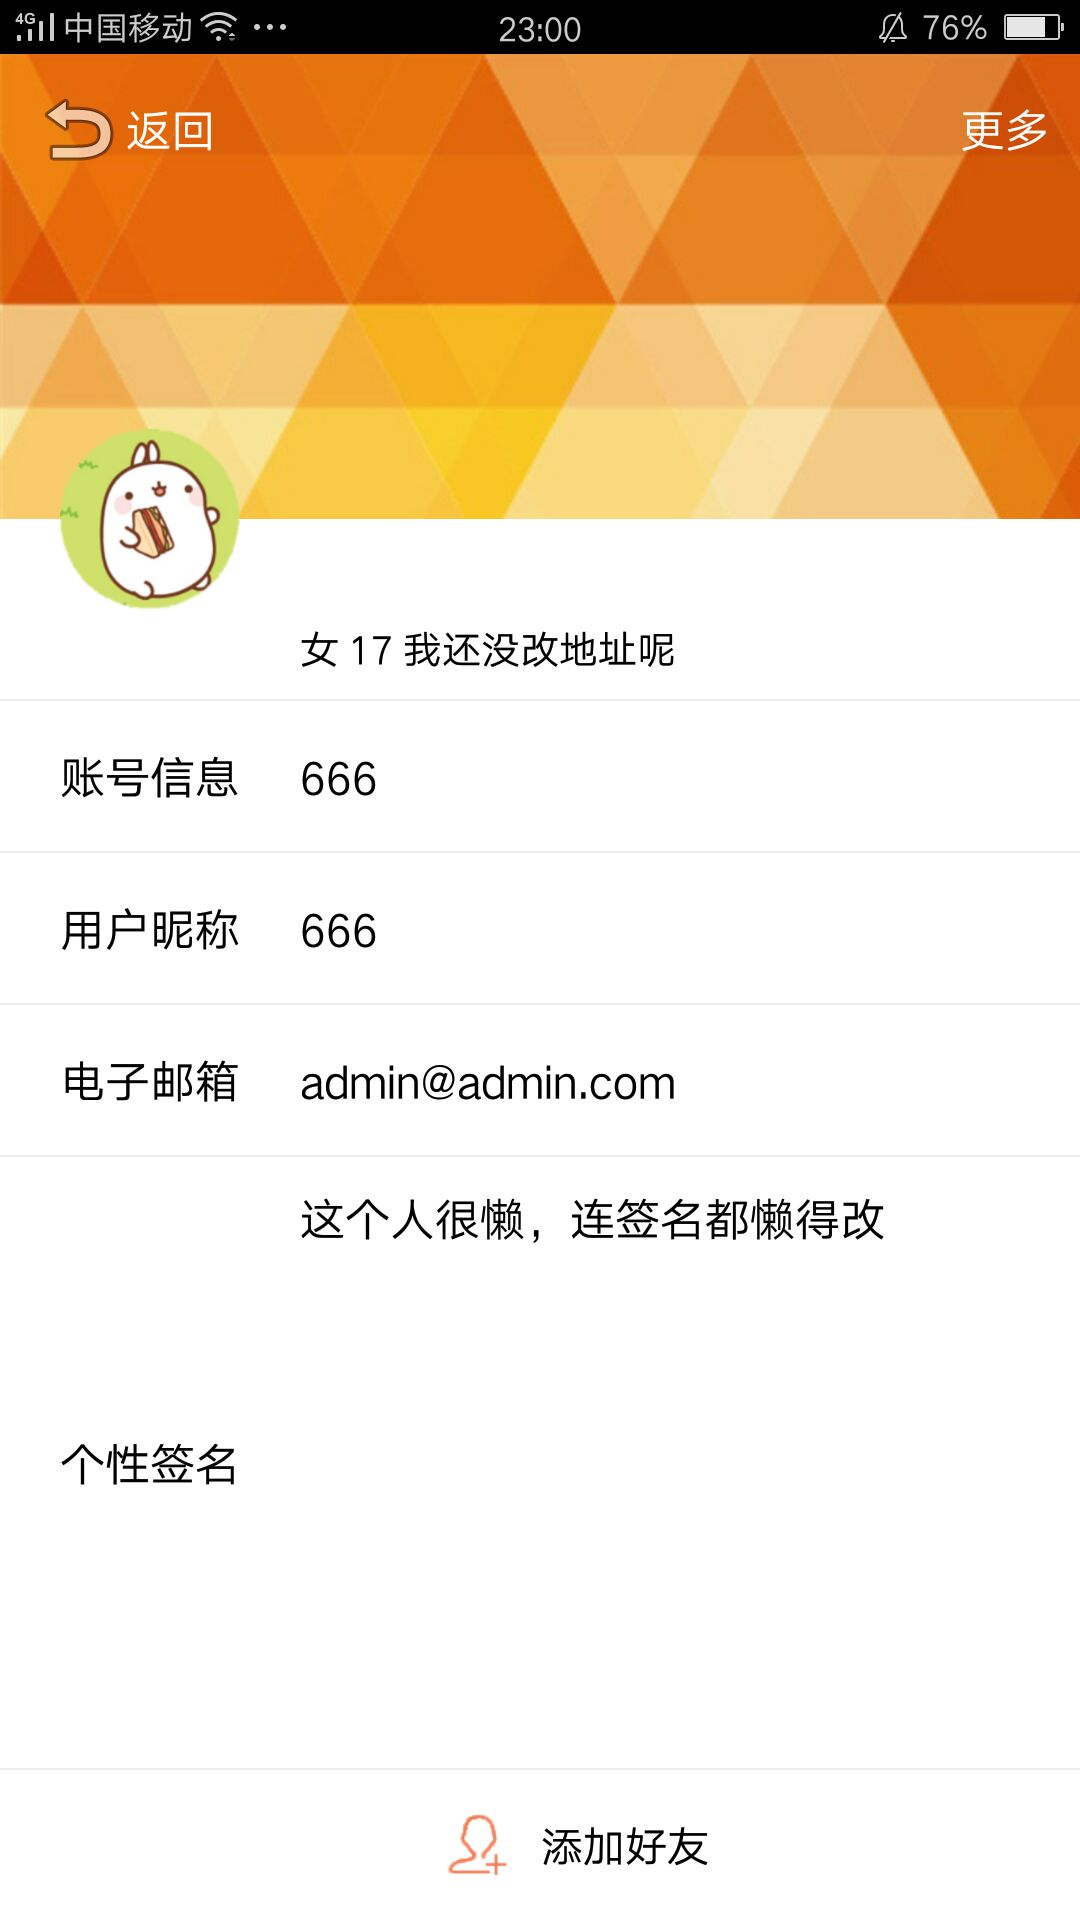 4G 中国移动 ··· 23:00 76%
返回 更多
女 17 我还没改地址呢
账号信息 666
用户昵称 666
电子邮箱 admin@admin.com
这个人很懒，连签名都懒得改
个性签名
添加好友